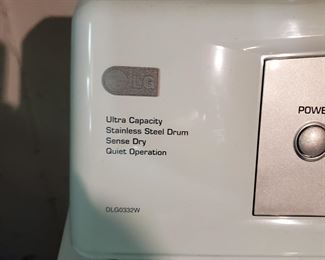 LG
Ultra Capacity
Stainless Steel Drum
Sense Dry
Quiet Operation
DLG0332W
POWE